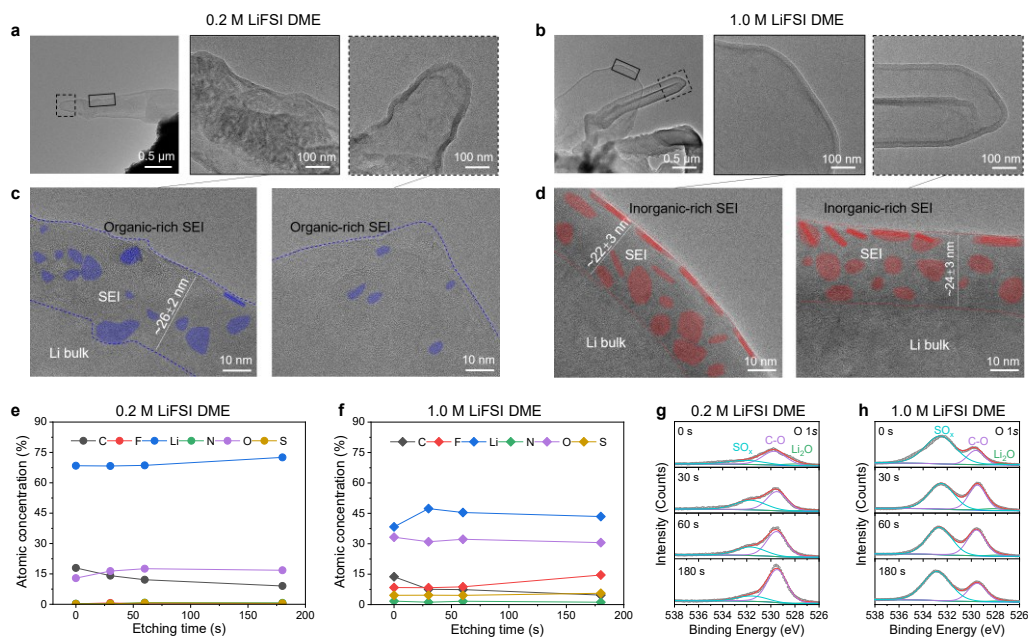 0.2 M LiFSI DME
1.0 M LiFSI DME
a
b
0.5 µm
100 nm
100 nm
0.5 µm
100 nm
100 nm
c
d
Organic-rich SEI
SEI
~26±2 nm
Li bulk
10 nm
Organic-rich SEI
10 nm
Inorganic-rich SEI
~22±3 nm
SEI
Li bulk
10 nm
Inorganic-rich SEI
SEI
~24±3 nm
Li bulk
10 nm
e 0.2 M LiFSI DME
Atomic concentration (%)
90
75
60
45
30
15
0
C F Li N O S
0 50 100 150 200
Etching time (s)
f 1.0 M LiFSI DME
Atomic concentration (%)
90
75
60
45
30
15
0
C F Li N O S
0 50 100 150 200
Etching time (s)
g 0.2 M LiFSI DME
Intensity (Counts)
0 s
O 1s
SOₓ
C-O
Li₂O
30 s
60 s
180 s
538 536 534 532 530 528 526
Binding Energy (eV)
h 1.0 M LiFSI DME
Intensity (Counts)
0 s
O 1s
SOₓ
C-O
Li₂O
30 s
60 s
180 s
538 536 534 532 530 528 526
Binding Energy (eV)